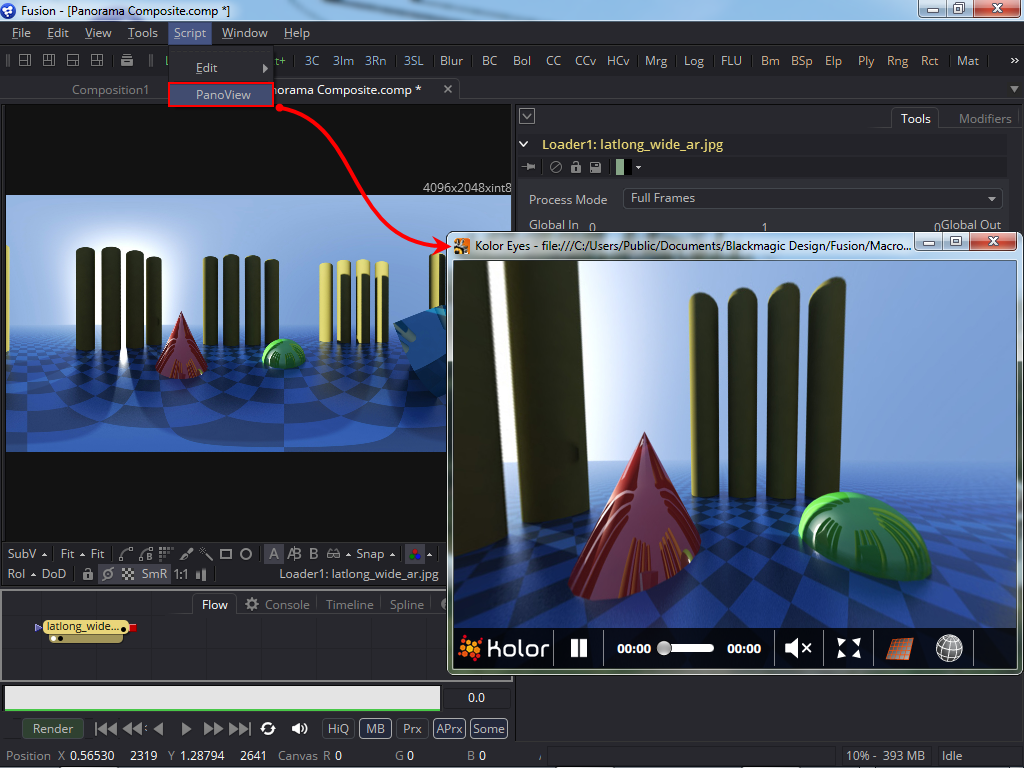 Fusion - [Panorama Composite.comp *]
File Edit View Tools Script Window Help
3C 3Im 3Rn 3SL Blur BC Bol CC CCv HCv Mrg Log FLU Bm BSp Elp Ply Rng Rct Mat »
Edit
PanoView
Composition1 norama Composite.comp *
Tools Modifiers
Loader1: latlong_wide_ar.jpg
4096x2048xint8
Process Mode Full Frames
Global In 0 1 0 Global Out
Kolor Eyes - file:///C:/Users/Public/Documents/Blackmagic Design/Fusion/Macro...
kolor 00:00 00:00
SubV Fit Fit A AB B Snap
Rol DoD SmR 1:1 Loader1: latlong_wide_ar.jpg
Flow Console Timeline Spline
latlong_wide...
0.0
Render HiQ MB Prx APrx Some
Position X 0.56530 2319 Y 1.28794 2641 Canvas R 0 G 0 B 0 10% - 393 MB Idle